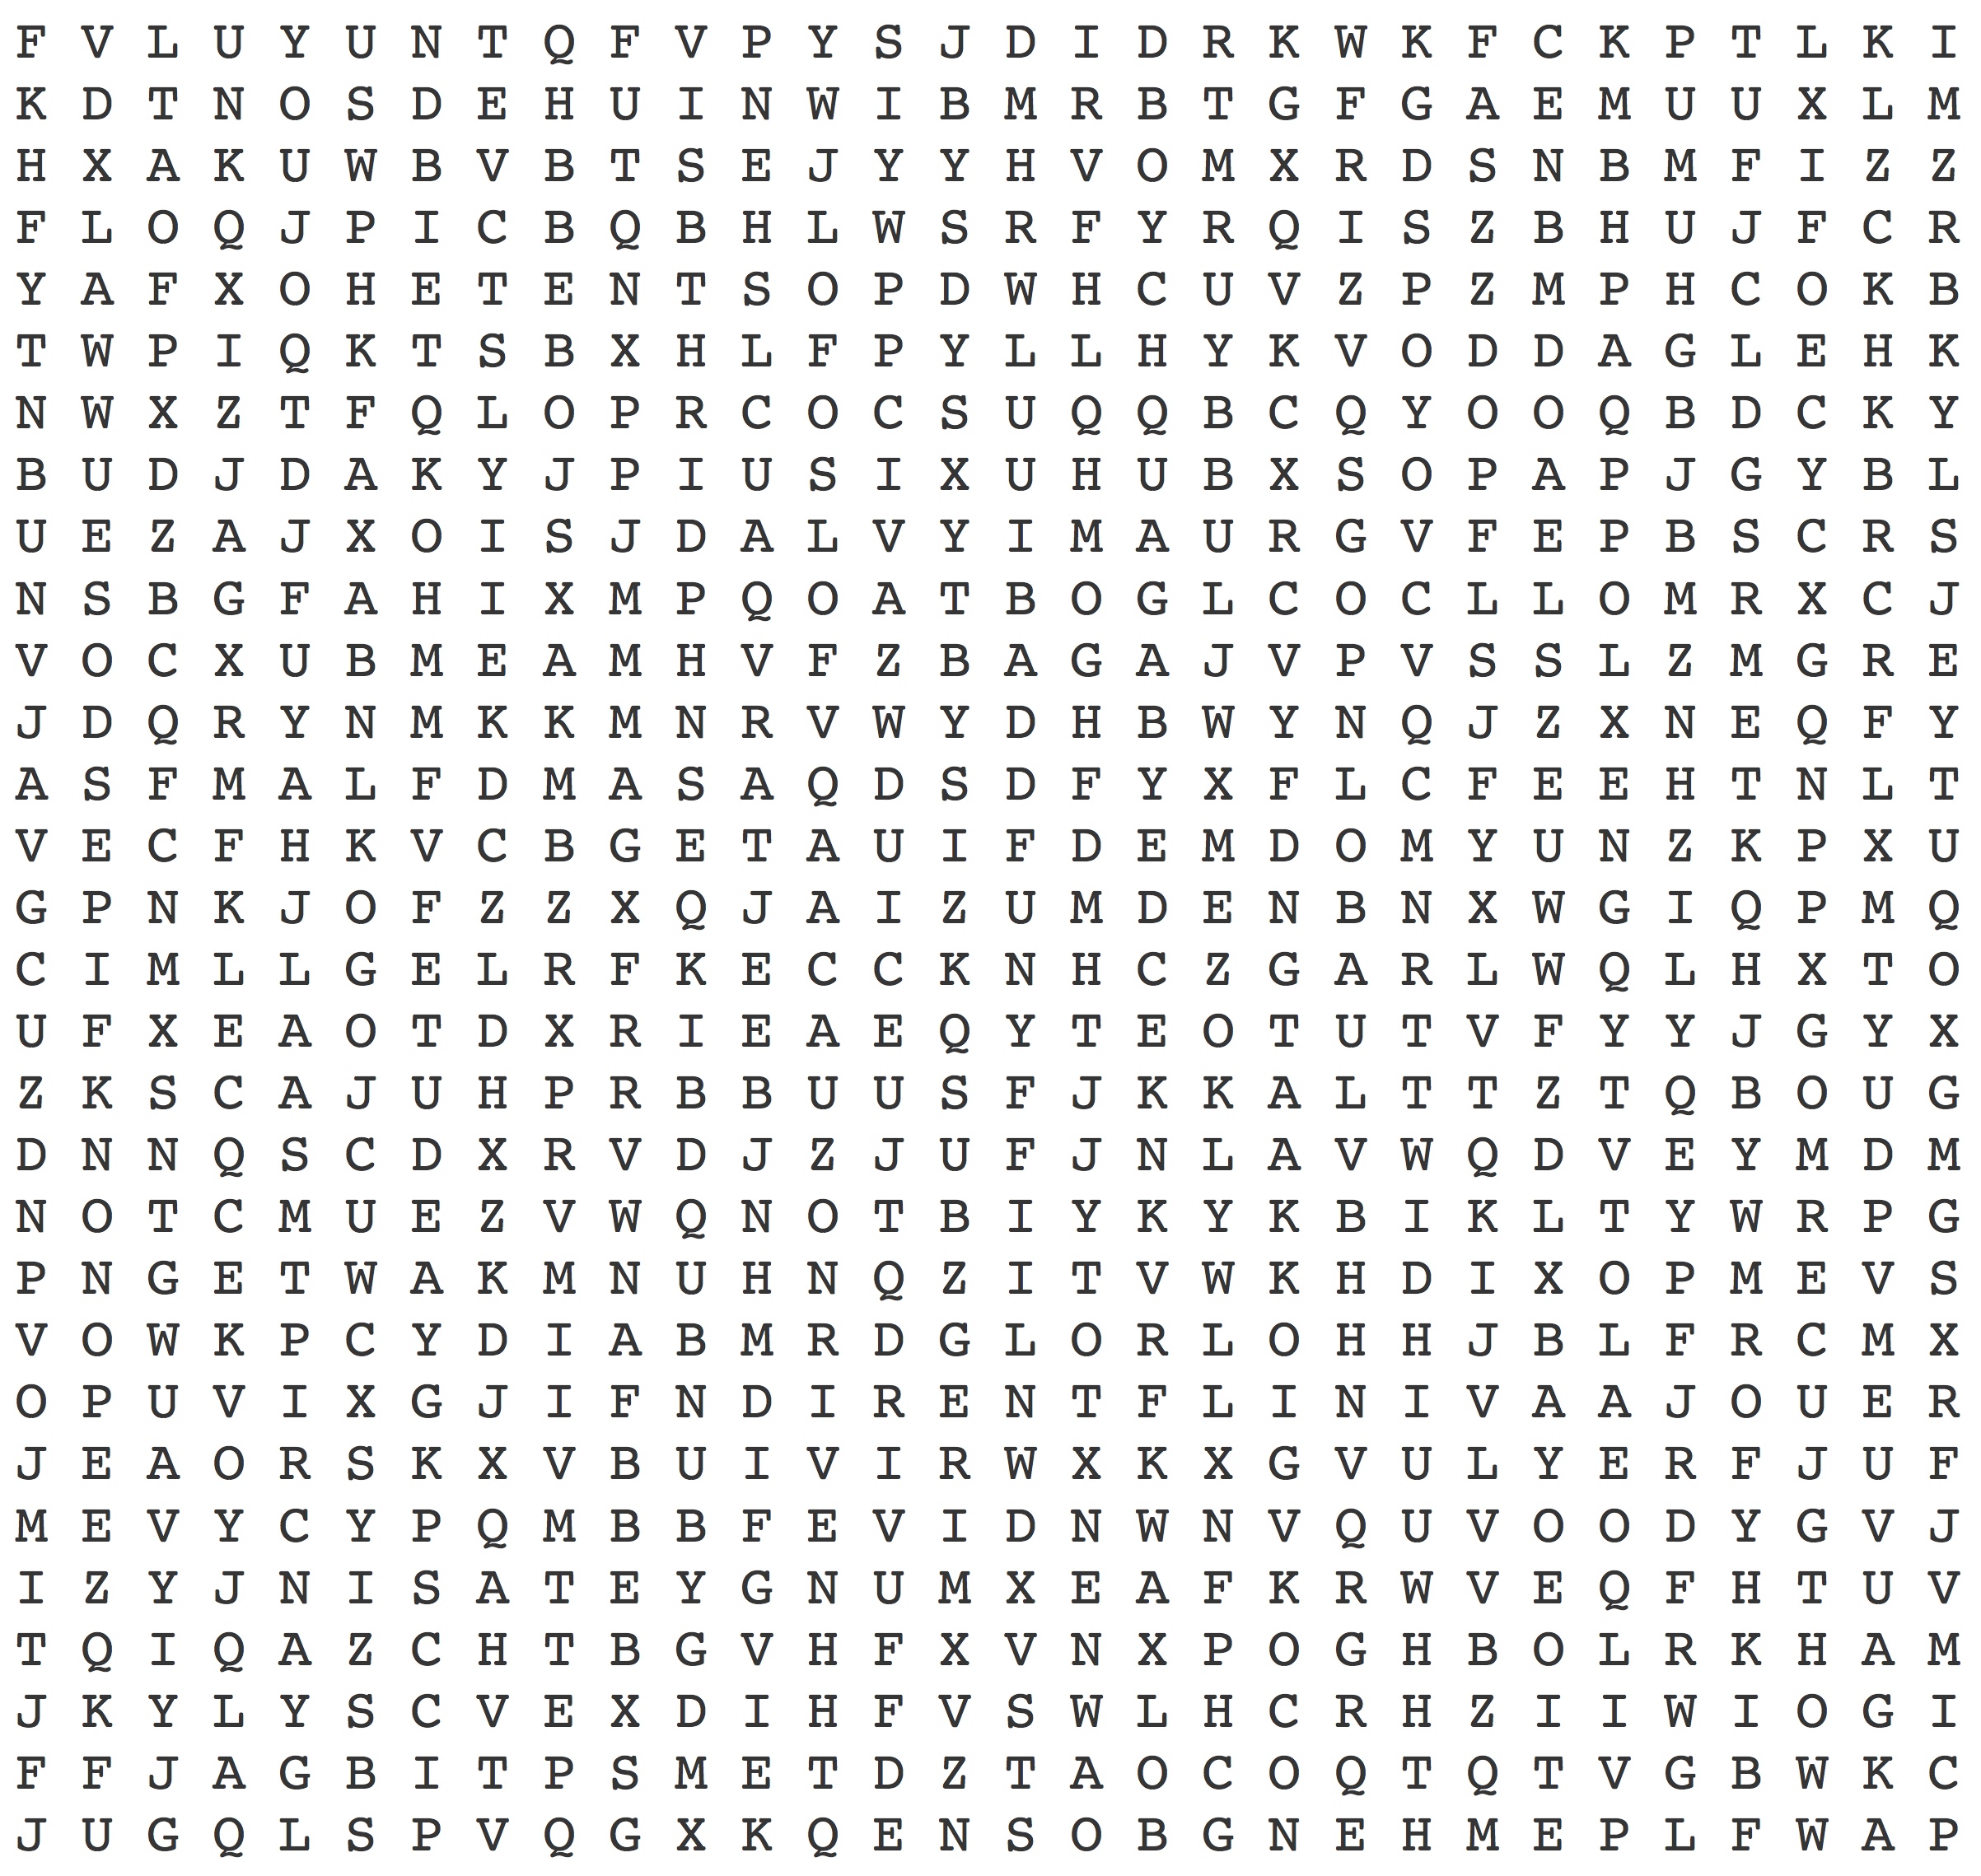 F V L U Y U N T Q F V P Y S J D I D R K W K F C K P T L K I
K D T N O S D E H U I N W I B M R B T G F G A E M U U X L M
H X A K U W B V B T S E J Y Y H V O M X R D S N B M F I Z Z
F L O Q J P I C B Q B H L W S R F Y R Q I S Z B H U J F C R
Y A F X O H E T E N T S O P D W H C U V Z P Z M P H C O K B
T W P I Q K T S B X H L F P Y L L H Y K V O D D A G L E H K
N W X Z T F Q L O P R C O C S U Q Q B C Q Y O O Q B D C K Y
B U D J D A K Y J P I U S I X U H U B X S O P A P J G Y B L
U E Z A J X O I S J D A L V Y I M A U R G V F E P B S C R S
N S B G F A H I X M P Q O A T B O G L C O C L L O M R X C J
V O C X U B M E A M H V F Z B A G A J V P V S S L Z M G R E
J D Q R Y N M K K M N R V W Y D H B W Y N Q J Z X N E Q F Y
A S F M A L F D M A S A Q D S D F Y X F L C F E E H T N L T
V E C F H K V C B G E T A U I F D E M D O M Y U N Z K P X U
G P N K J O F Z Z X Q J A I Z U M D E N B N X W G I Q P M Q
C I M L L G E L R F K E C C K N H C Z G A R L W Q L H X T O
U F X E A O T D X R I E A E Q Y T E O T U T V F Y Y J G Y X
Z K S C A J U H P R B B U U S F J K K A L T T Z T Q B O U G
D N N Q S C D X R V D J Z J U F J N L A V W Q D V E Y M D M
N O T C M U E Z V W Q N O T B I Y K Y K B I K L T Y W R P G
P N G E T W A K M N U H N Q Z I T V W K H D I X O P M E V S
V O W K P C Y D I A B M R D G L O R L O H H J B L F R C M X
O P U V I X G J I F N D I R E N T F L I N I V A A J O U E R
J E A O R S K X V B U I V I R W X K X G V U L Y E R F J U F
M E V Y C Y P Q M B B F E V I D N W N V Q U V O O D Y G V J
I Z Y J N I S A T E Y G N U M X E A F K R W V E Q F H T U V
T Q I Q A Z C H T B G V H F X V N X P O G H B O L R K H A M
J K Y L Y S C V E X D I H F V S W L H C R H Z I I W I O G I
F F J A G B I T P S M E T D Z T A O C O Q T Q T V G B W K C
J U G Q L S P V Q G X K Q E N S O B G N E H M E P L F W A P